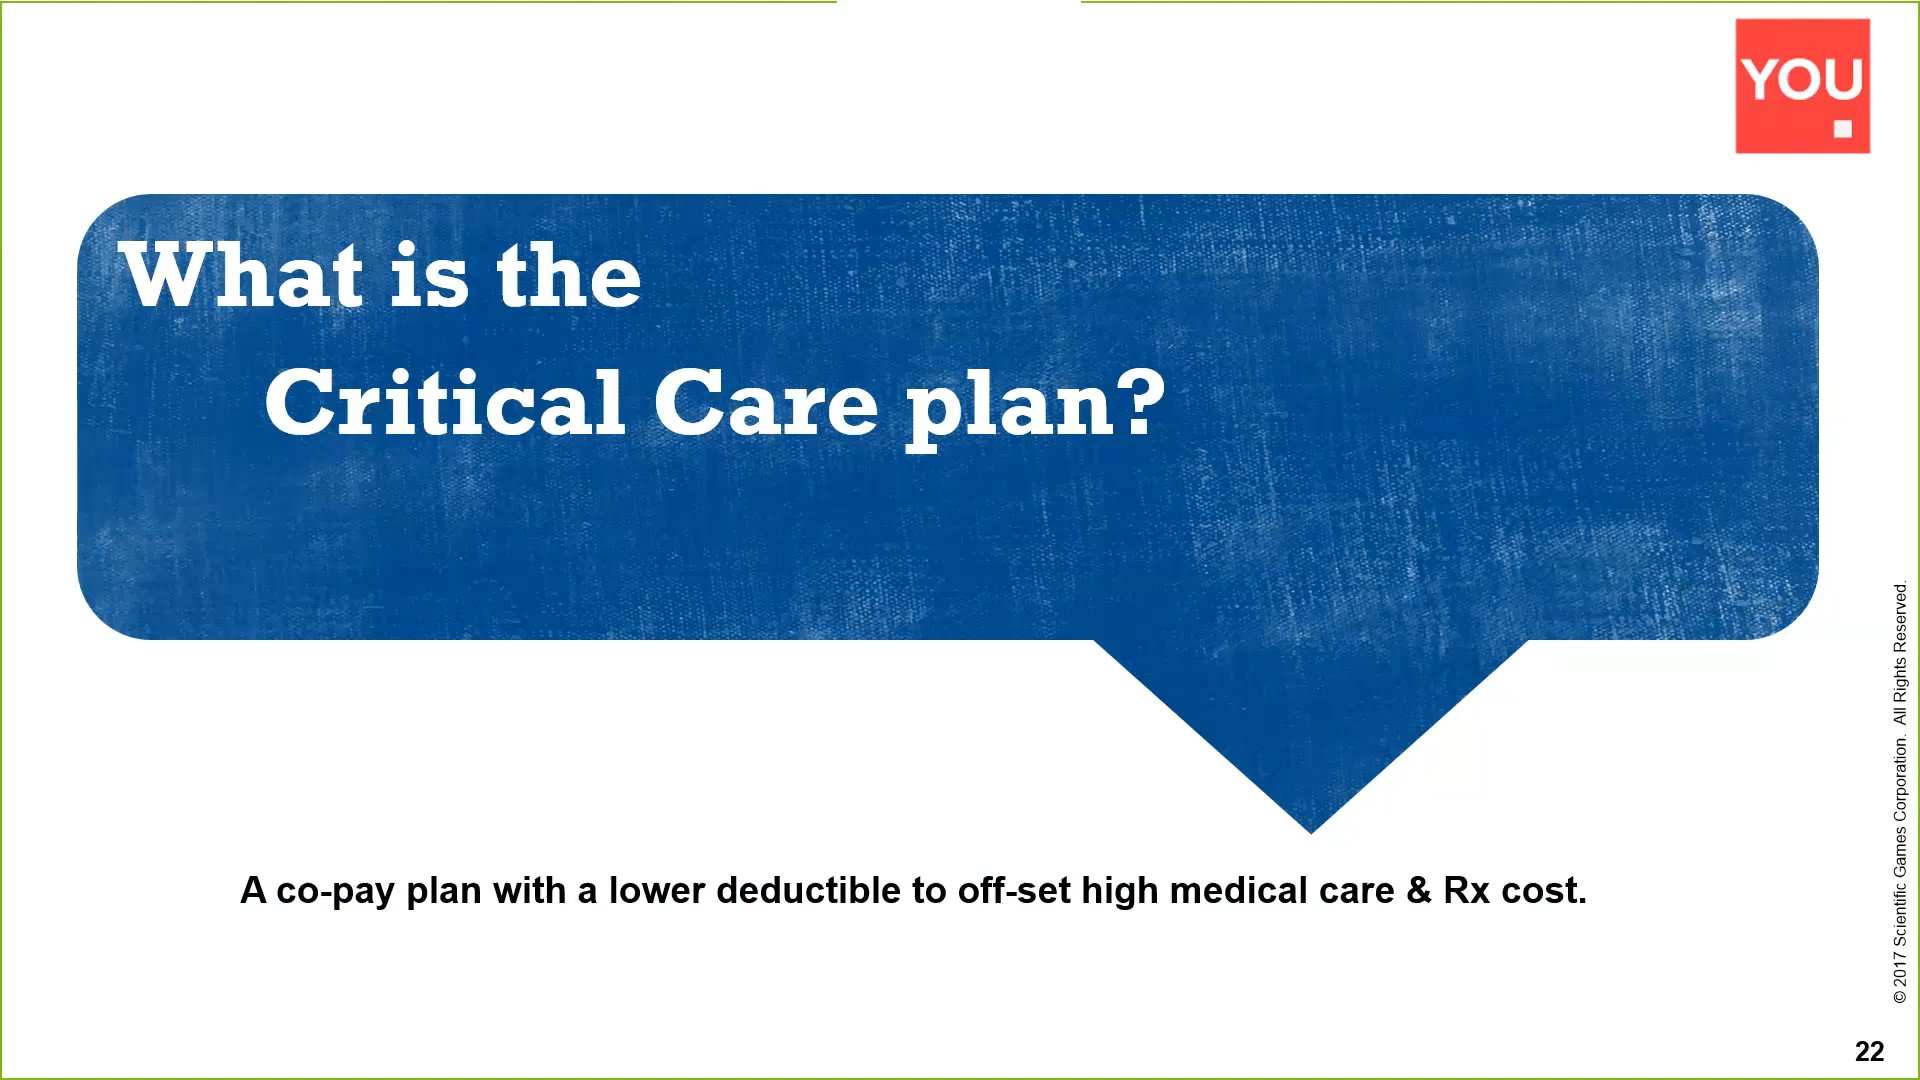 YOU
What is the
Critical Care plan?
A co-pay plan with a lower deductible to off-set high medical care & Rx cost.
© 2017 Scientific Games Corporation. All Rights Reserved.
22